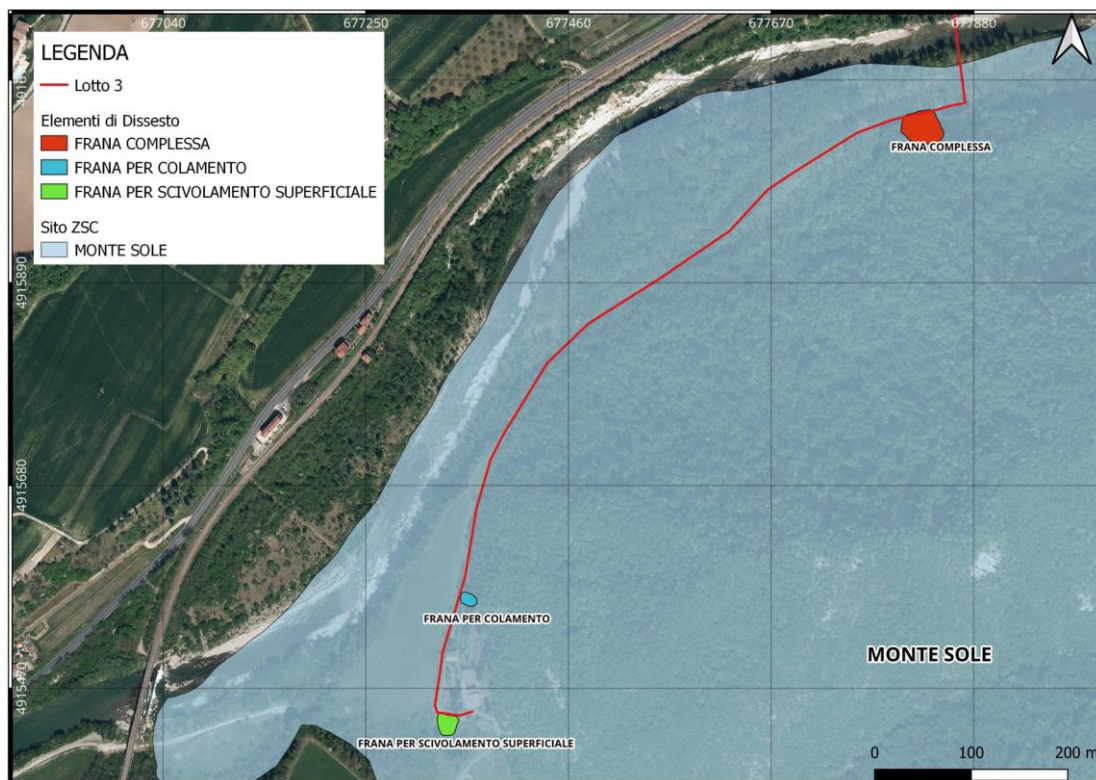 677040 677250 677460 677670 677880
LEGENDA
Lotto 3
Elementi di Dissesto
FRANA COMPLESSA
FRANA PER COLAMENTO
FRANA PER SCIVOLAMENTO SUPERFICIALE
Sito ZSC
MONTE SOLE
FRANA COMPLESSA
4915890
4915680
FRANA PER COLAMENTO
MONTE SOLE
4915470
FRANA PER SCIVOLAMENTO SUPERFICIALE
0 100 200 m